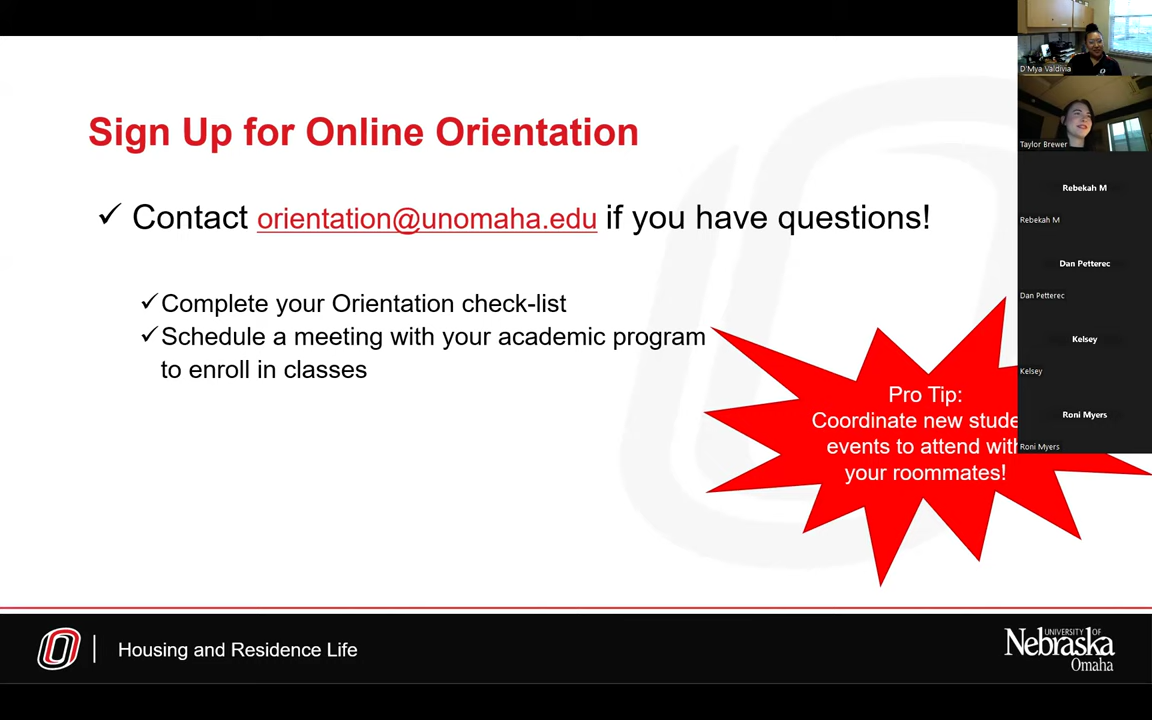 Sign Up for Online Orientation
✓ Contact orientation@unomaha.edu if you have questions!
✓Complete your Orientation check-list
✓Schedule a meeting with your academic program
to enroll in classes
Pro Tip:
Coordinate new stude
events to attend with
your roommates!
D'Mya Valdivia
Taylor Brewer
Rebekah M
Rebekah M
Dan Petterec
Dan Petterec
Kelsey
Kelsey
Roni Myers
Roni Myers
O
Housing and Residence Life
UNIVERSITY OF
Nebraska
Omaha